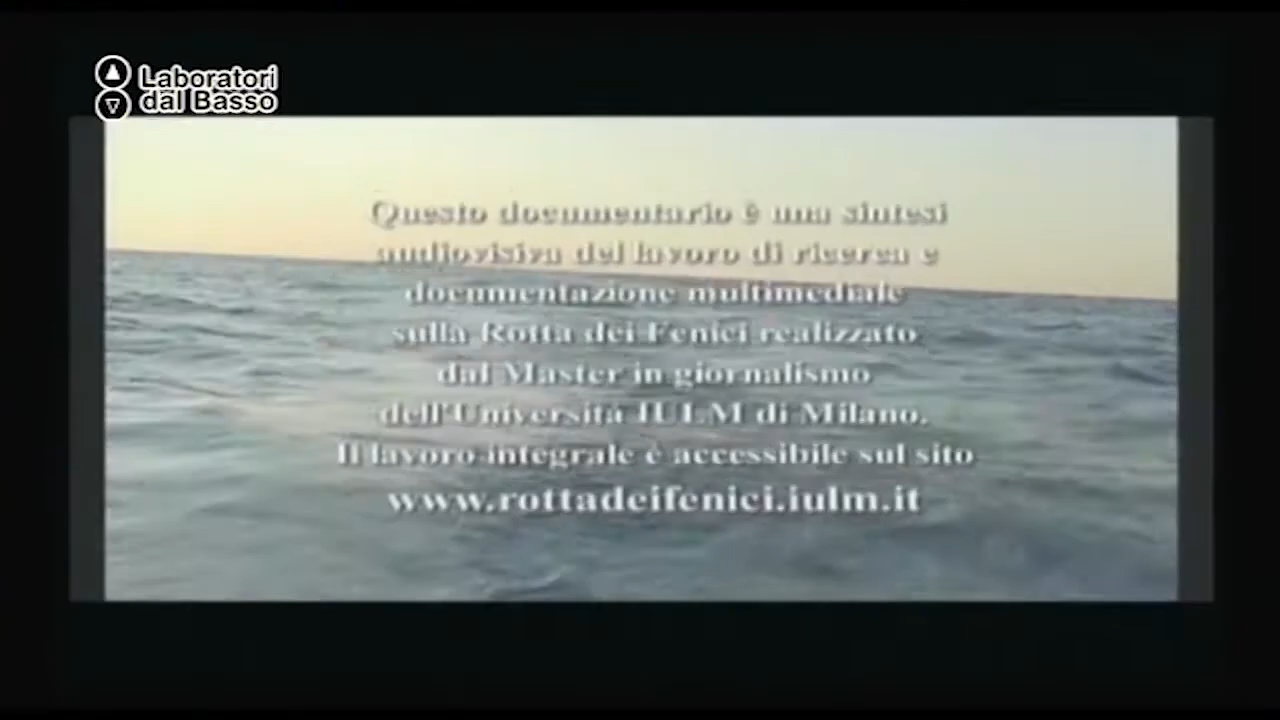 Laboratori
dal Basso
Questo documentario è una sintesi
audiovisiva del lavoro di ricerca e
documentazione multimediale
sulla Rotta dei Fenici realizzato
dal Master in giornalismo
dell'Università IULM di Milano.
Il lavoro integrale è accessibile sul sito
www.rottadeifenici.iulm.it